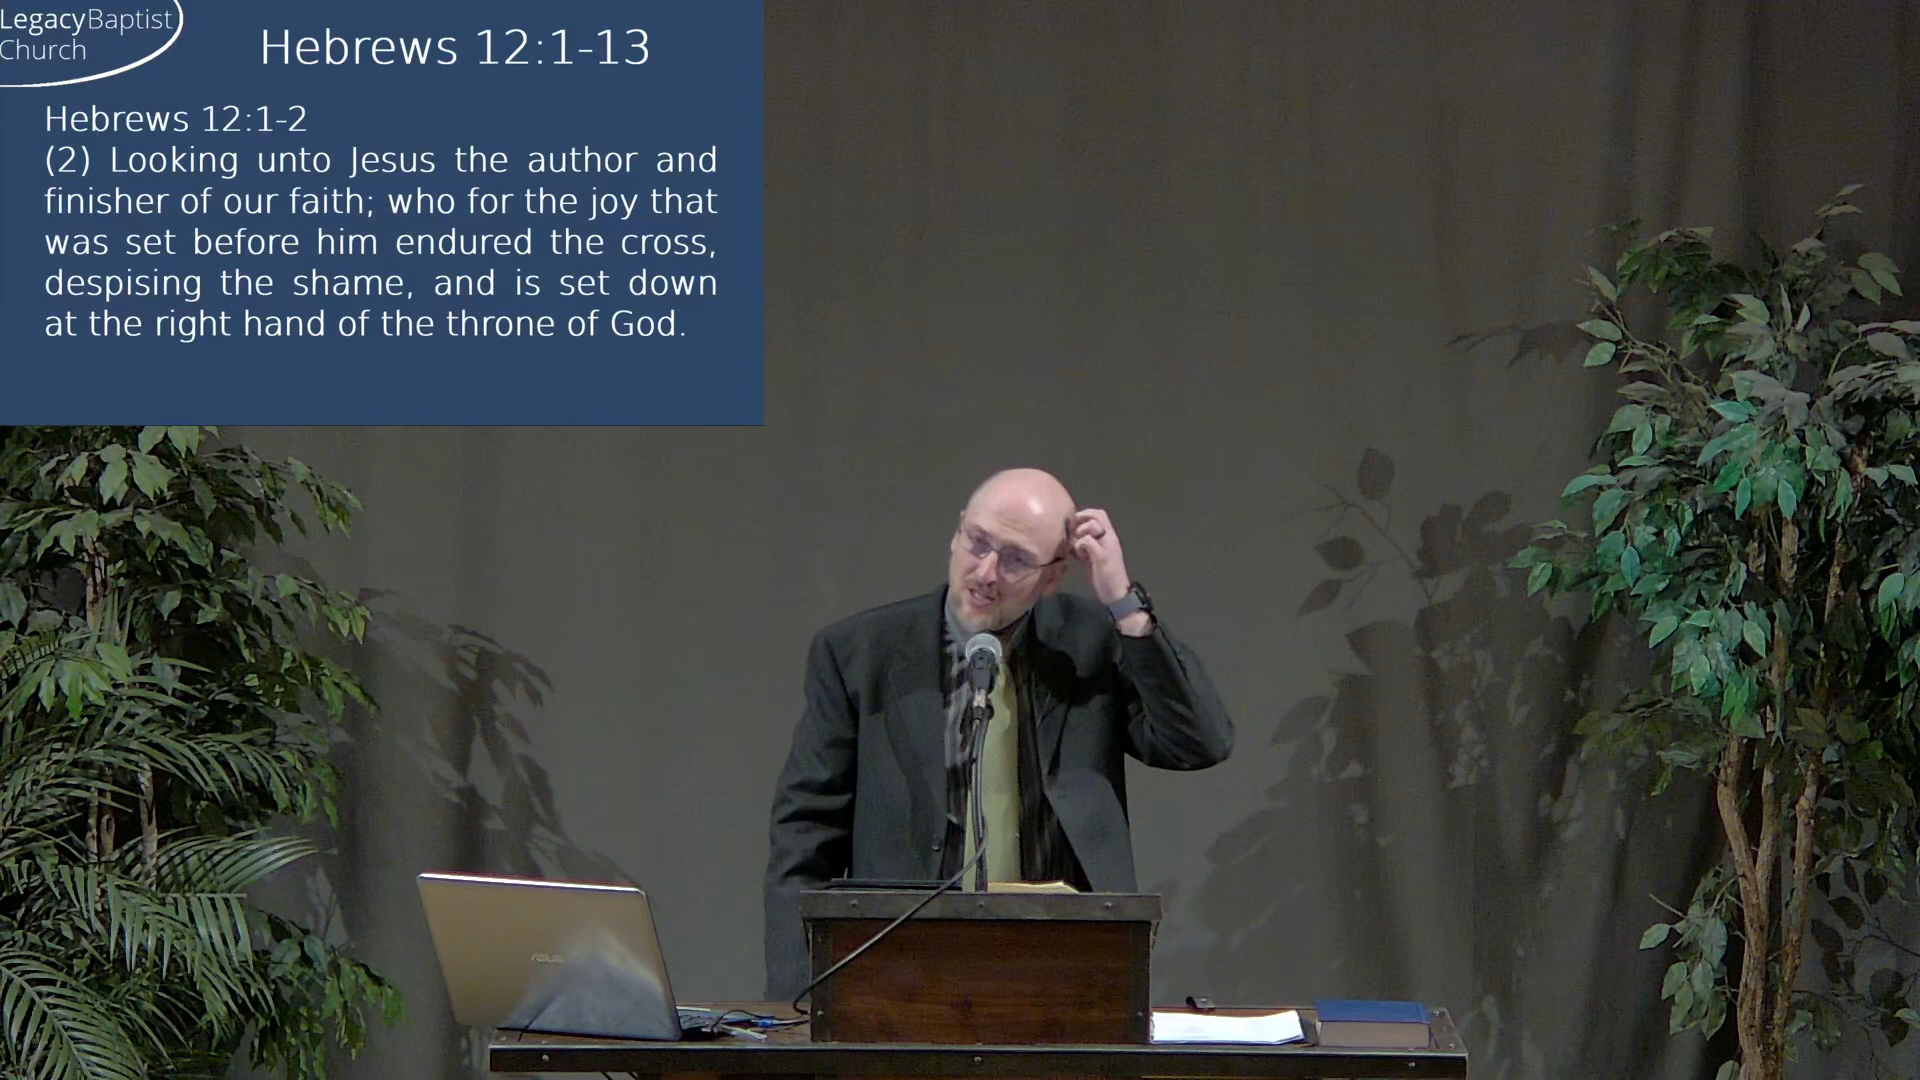 LegacyBaptist
Church
Hebrews 12:1-13
Hebrews 12:1-2
(2) Looking unto Jesus the author and
finisher of our faith; who for the joy that
was set before him endured the cross,
despising the shame, and is set down
at the right hand of the throne of God.
ASUS